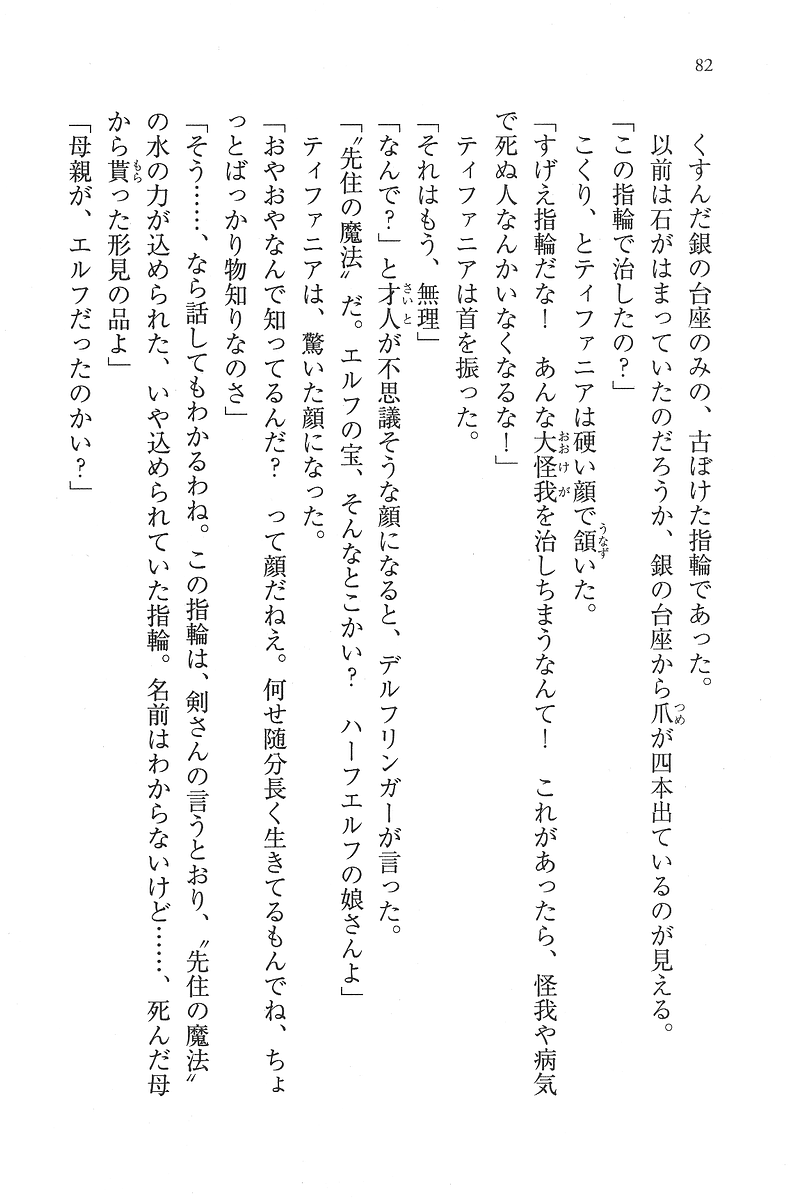 82
くすんだ銀の台座のみの、古ぼけた指輪であった。
以前は石がはまっていたのだろうか、銀の台座から爪が四本出ているのが見える。
「この指輪で治したの？」
こくり、とティファニアは硬い顔で頷いた。
「すげえ指輪だな！　あんな大怪我を治しちまうなんて！　これがあったら、怪我や病気
で死ぬ人なんかいなくなるな！」
ティファニアは首を振った。
「それはもう、無理」
「なんで？」と才人が不思議そうな顔になると、デルフリンガーが言った。
「〝先住の魔法〟だ。エルフの宝、そんなとこかい？　ハーフエルフの娘さんよ」
ティファニアは、驚いた顔になった。
「おやおやなんで知ってるんだ？　って顔だねえ。何せ随分長く生きてるもんでね、ちょ
っとばっかり物知りなのさ」
「そう……、なら話してもわかるわね。この指輪は、剣さんの言うとおり、〝先住の魔法〟
の水の力が込められた、いや込められていた指輪。名前はわからないけど……、死んだ母
から貰った形見の品よ」
「母親が、エルフだったのかい？」